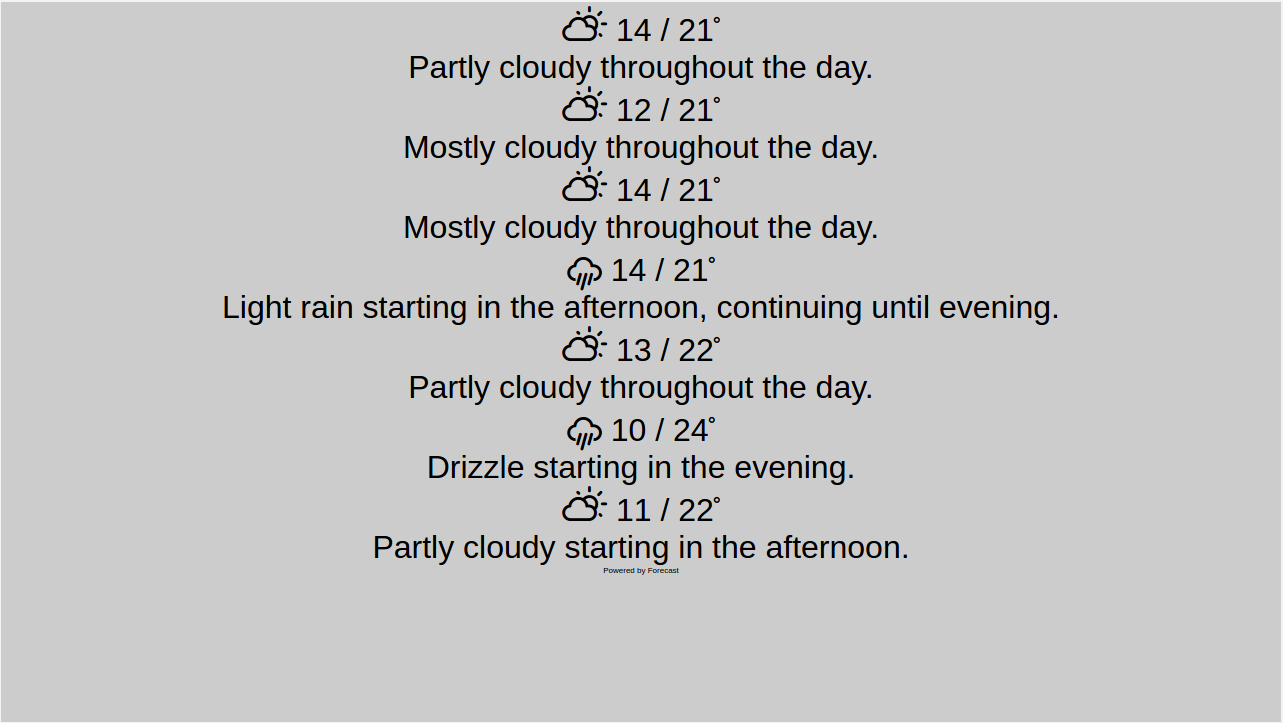 14 / 21°
Partly cloudy throughout the day.
12 / 21°
Mostly cloudy throughout the day.
14 / 21°
Mostly cloudy throughout the day.
14 / 21°
Light rain starting in the afternoon, continuing until evening.
13 / 22°
Partly cloudy throughout the day.
10 / 24°
Drizzle starting in the evening.
11 / 22°
Partly cloudy starting in the afternoon.
Powered by Forecast